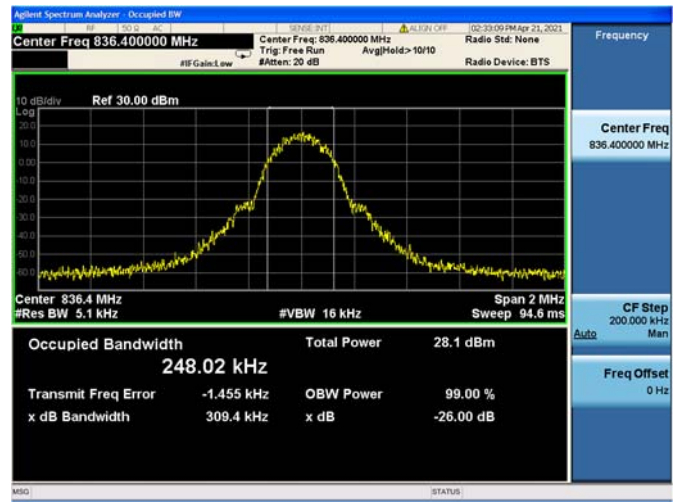 Agilent Spectrum Analyzer - Occupied BW
RF 50 Ω AC SENSE:INT ALIGN OFF 02:33:09 PM Apr 21, 2021
Center Freq 836.400000 MHz Center Freq: 836.400000 MHz Radio Std: None Frequency
Trig: Free Run Avg|Hold:> 10/10
#IFGain:Low #Atten: 20 dB Radio Device: BTS
10 dB/div Ref 30.00 dBm
Log
20.0
10.0
0.00
-10.0
-20.0
-30.0
-40.0
-50.0
-60.0
Center Freq
836.400000 MHz
Center 836.4 MHz Span 2 MHz
#Res BW 5.1 kHz #VBW 16 kHz Sweep 94.6 ms
CF Step
200.000 kHz
Auto Man
Occupied Bandwidth Total Power 28.1 dBm
248.02 kHz
Transmit Freq Error -1.455 kHz OBW Power 99.00 %
x dB Bandwidth 309.4 kHz x dB -26.00 dB
Freq Offset
0 Hz
MSG STATUS